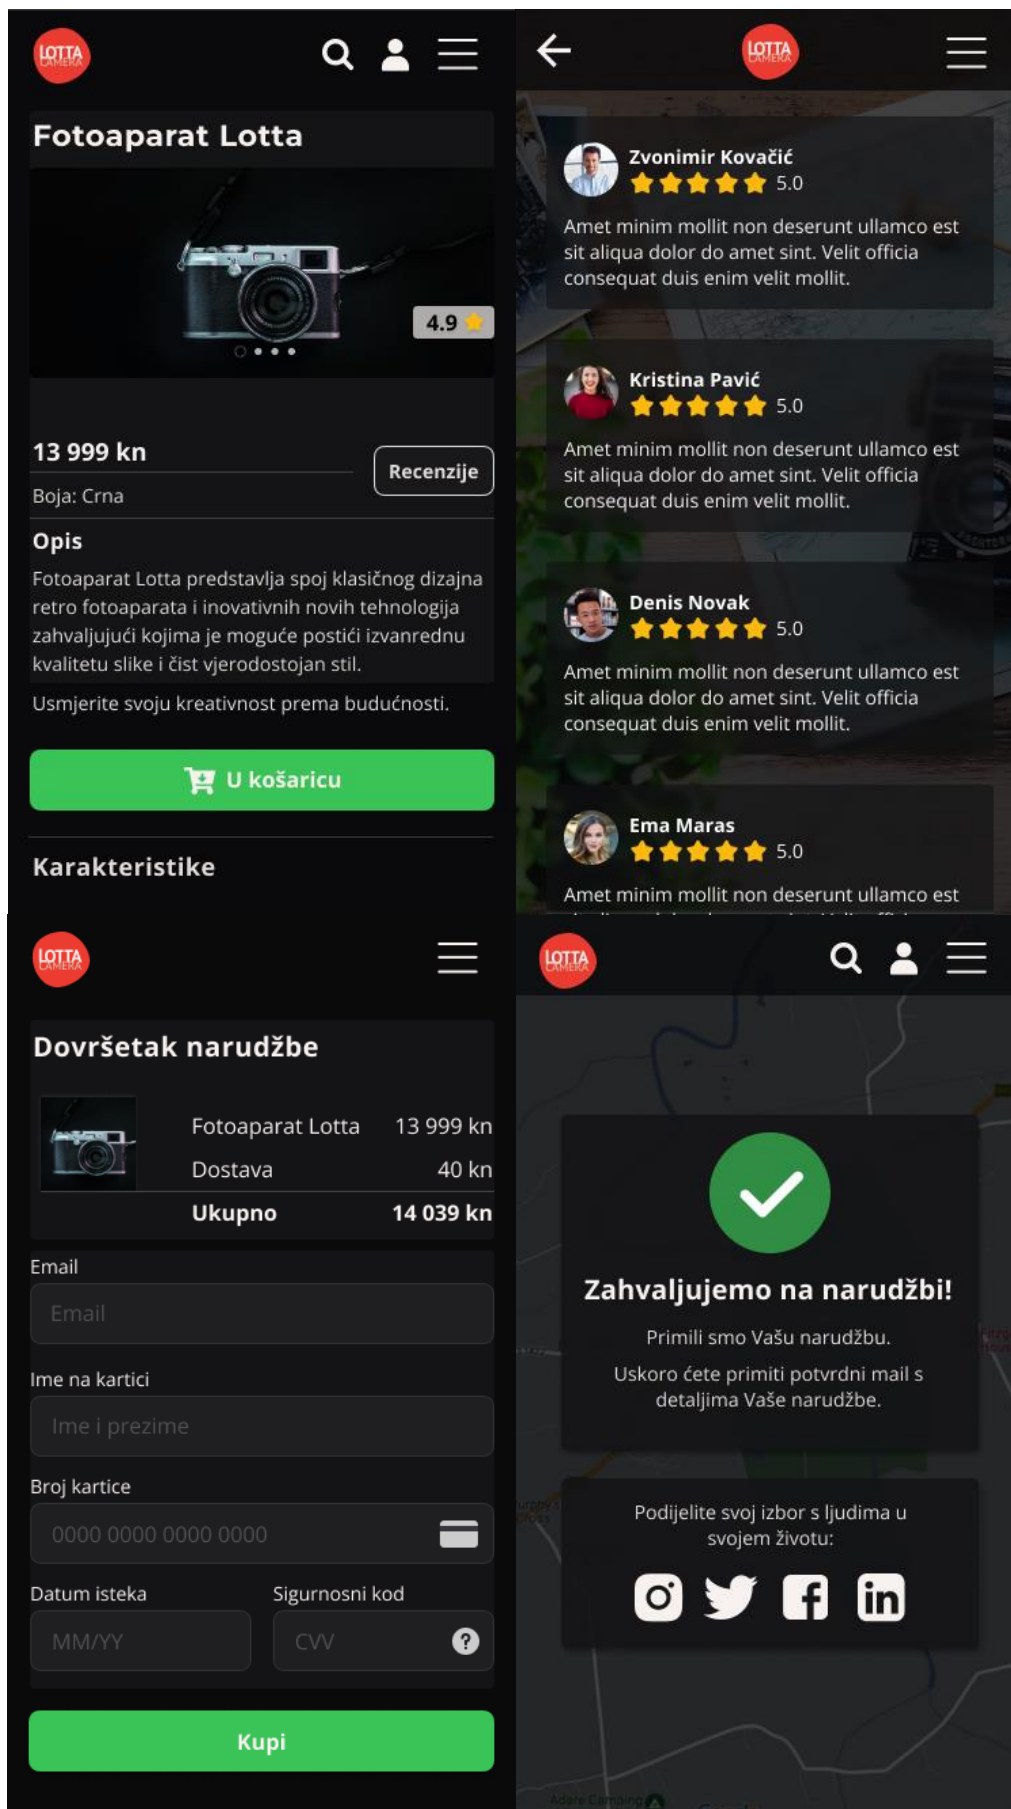 LOTTA
CAMERA
Fotoaparat Lotta
4.9
13 999 kn
Recenzije
Boja: Crna
Opis
Fotoaparat Lotta predstavlja spoj klasičnog dizajna
retro fotoaparata i inovativnih novih tehnologija
zahvaljujući kojima je moguće postići izvanrednu
kvalitetu slike i čist vjerodostojan stil.
Usmjerite svoju kreativnost prema budućnosti.
U košaricu
Karakteristike
LOTTA
CAMERA
Zvonimir Kovačić
5.0
Amet minim mollit non deserunt ullamco est
sit aliqua dolor do amet sint. Velit officia
consequat duis enim velit mollit.
Kristina Pavić
5.0
Amet minim mollit non deserunt ullamco est
sit aliqua dolor do amet sint. Velit officia
consequat duis enim velit mollit.
Denis Novak
5.0
Amet minim mollit non deserunt ullamco est
sit aliqua dolor do amet sint. Velit officia
consequat duis enim velit mollit.
Ema Maras
5.0
Amet minim mollit non deserunt ullamco est
LOTTA
CAMERA
Dovršetak narudžbe
Fotoaparat Lotta 13 999 kn
Dostava 40 kn
Ukupno 14 039 kn
Email
Email
Ime na kartici
Ime i prezime
Broj kartice
0000 0000 0000 0000
Datum isteka Sigurnosni kod
MM/YY CVV ?
Kupi
LOTTA
CAMERA
Zahvaljujemo na narudžbi!
Primili smo Vašu narudžbu.
Uskoro ćete primiti potvrdni mail s
detaljima Vaše narudžbe.
Podijelite svoj izbor s ljudima u
svojem životu:
in
Adare Camping